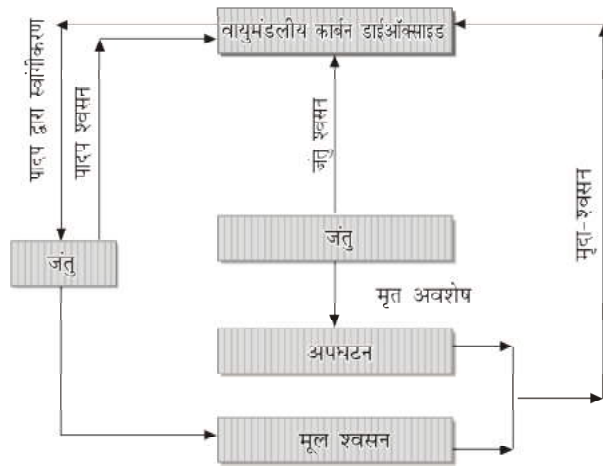 वायुमंडलीय कार्बन डाईऑक्साइड
पादप द्वारा स्वांगीकरण
पादप श्वसन
जंतु श्वसन
मृदा-श्वसन
जंतु
जंतु
मृत अवशेष
अपघटन
मूल श्वसन